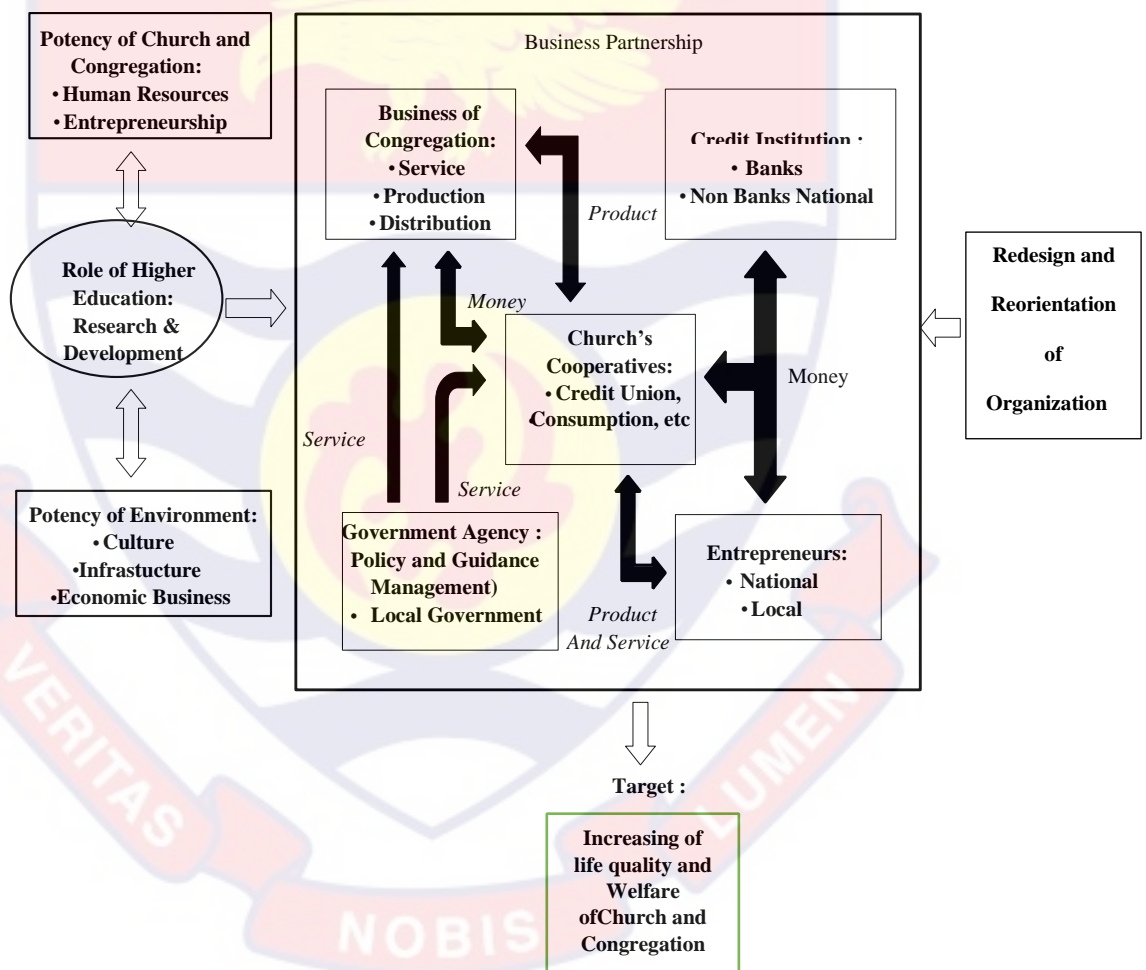 Potency of Church and
Congregation:
• Human Resources
• Entrepreneurship
Role of Higher
Education:
Research &
Development
Potency of Environment:
• Culture
•Infrastucture
•Economic Business
Business Partnership
Business of
Congregation:
• Service
• Production
• Distribution
Credit Institution :
• Banks
• Non Banks National
Product
Money
Church's
Cooperatives:
• Credit Union,
Consumption, etc
Money
Service
Service
Government Agency :
Policy and Guidance
Management)
• Local Government
Product
And Service
Entrepreneurs:
• National
• Local
Redesign and
Reorientation
of
Organization
Target :
Increasing of
life quality and
Welfare
ofChurch and
Congregation
VERITAS
NOBIS
LUMEN